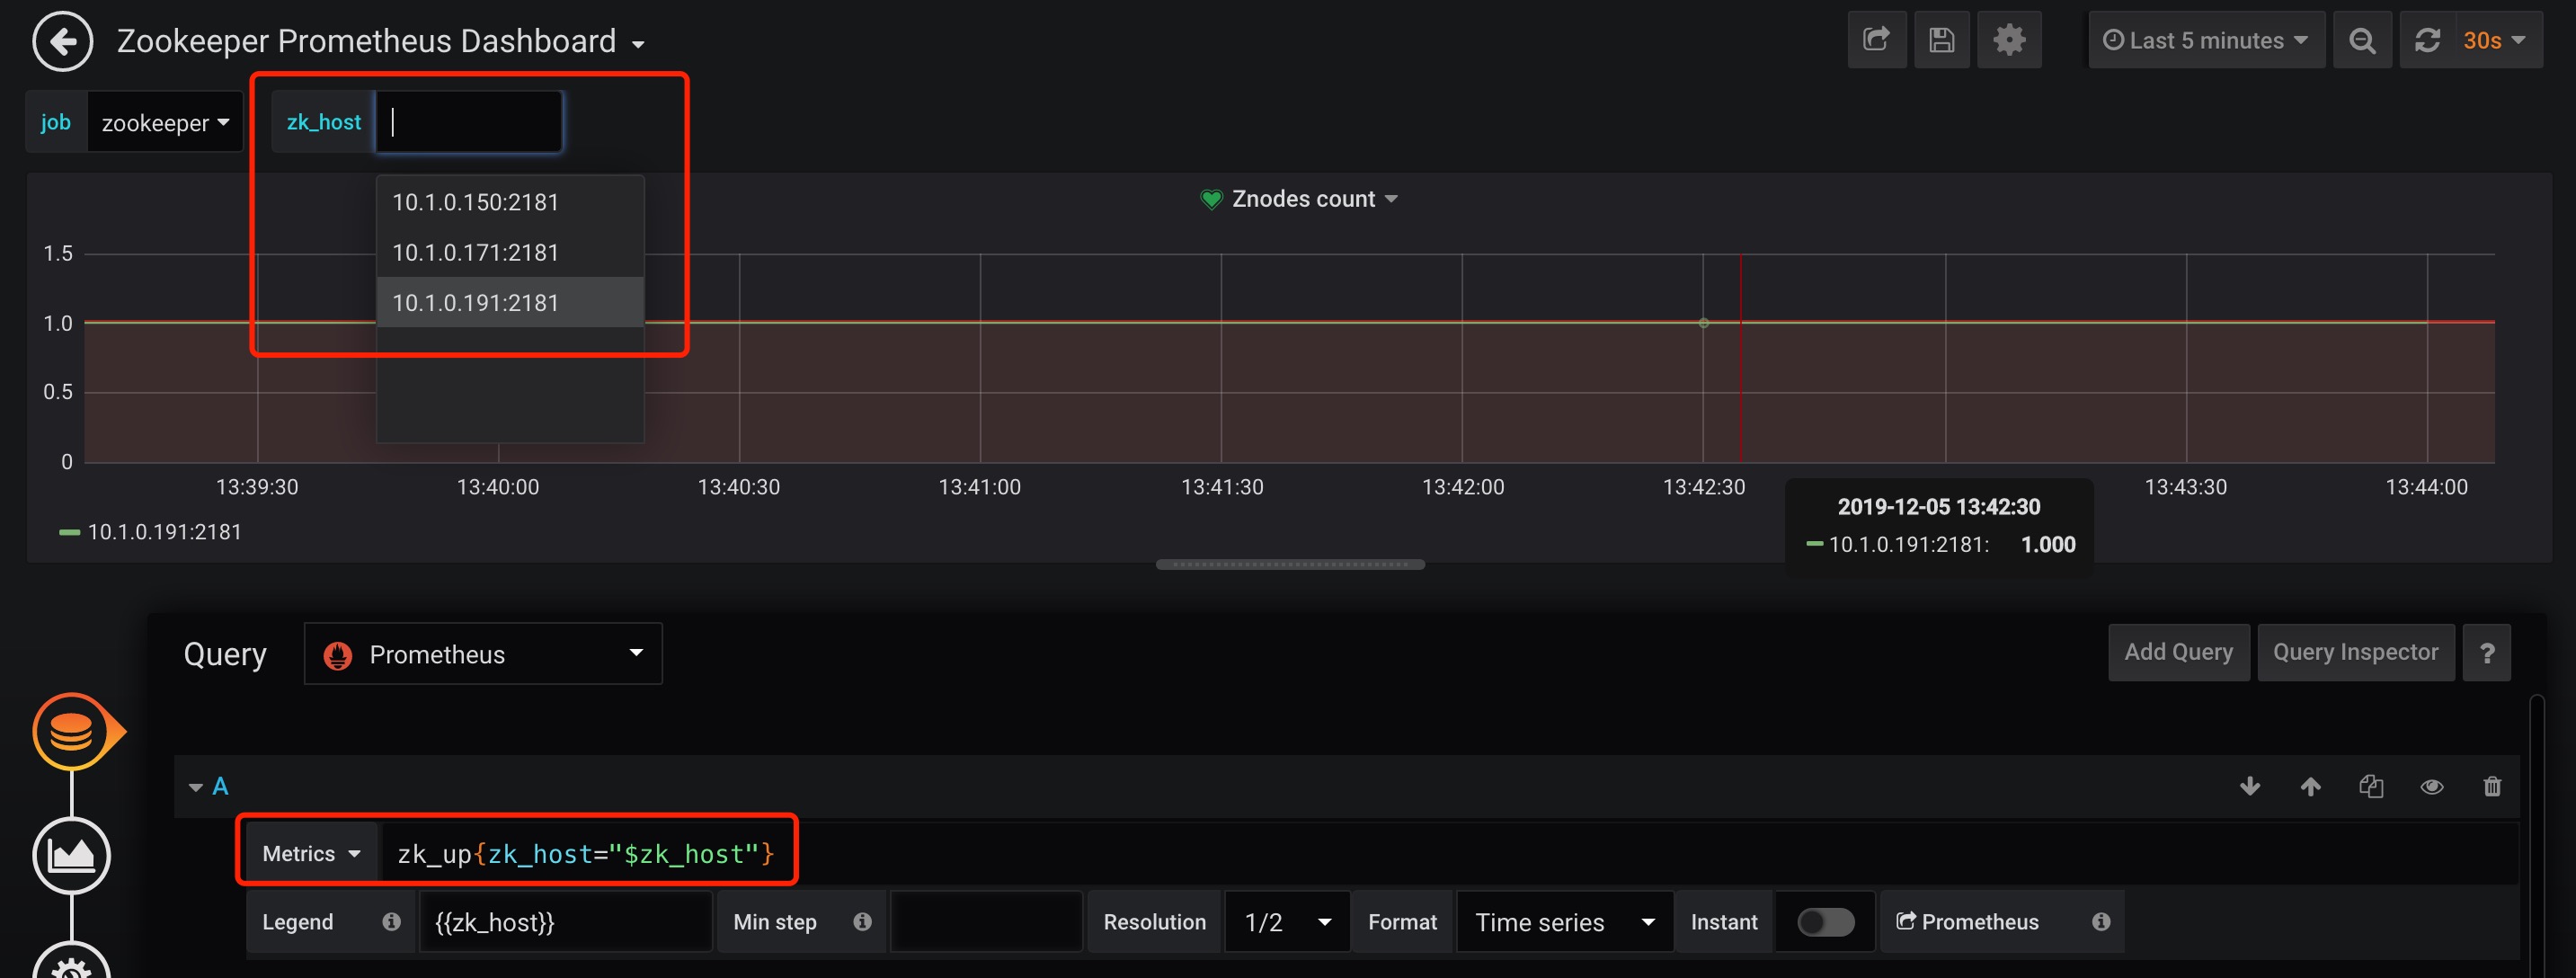 Zookeeper Prometheus Dashboard
Last 5 minutes
30s
job
zookeeper
zk_host
10.1.0.150:2181
10.1.0.171:2181
10.1.0.191:2181
Znodes count
1.5
1.0
0.5
0
13:39:30
13:40:00
13:40:30
13:41:00
13:41:30
13:42:00
13:42:30
13:43:30
13:44:00
10.1.0.191:2181
2019-12-05 13:42:30
10.1.0.191:2181: 1.000
Query
Prometheus
Add Query
Query Inspector
?
A
Metrics
zk_up{zk_host="$zk_host"}
Legend
{{zk_host}}
Min step
Resolution
1/2
Format
Time series
Instant
Prometheus